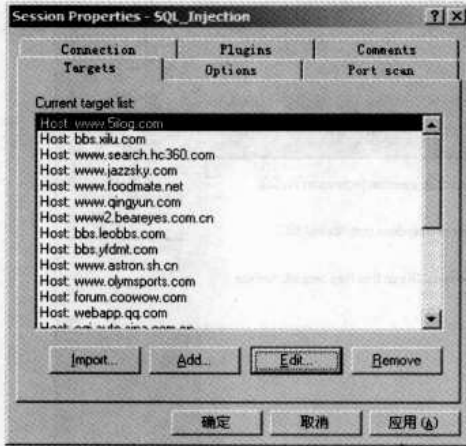 Session Properties - SQL_Injection
Connection Plugins Comments
Targets Options Port scan
Current target list:
Host: www.5ilog.com
Host: bbs.xilu.com
Host: www.search.hc360.com
Host: www.jazzsky.com
Host: www.foodmate.net
Host: www.qingyun.com
Host: www2.beareyes.com.cn
Host: bbs.leobbs.com
Host: bbs.yfdmt.com
Host: www.astron.sh.cn
Host: www.olymsports.com
Host: forum.coowow.com
Host: webapp.qq.com
Import... Add... Edit... Remove
确定 取消 应用(A)